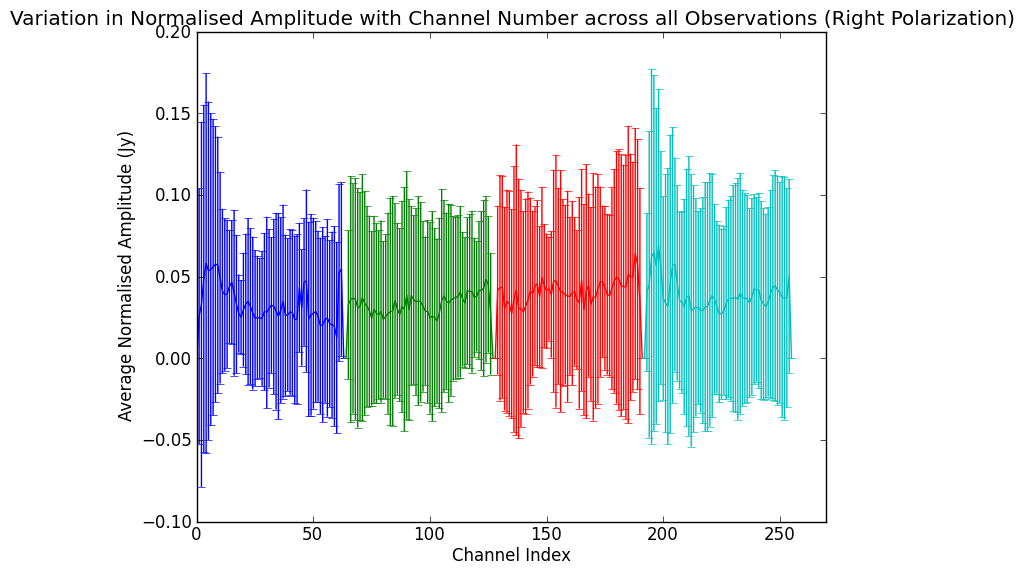 Variation in Normalised Amplitude with Channel Number across all Observations (Right Polarization)
0.20
0.15
0.10
0.05
0.00
−0.05
−0.10
Average Normalised Amplitude (Jy)
0 50 100 150 200 250
Channel Index